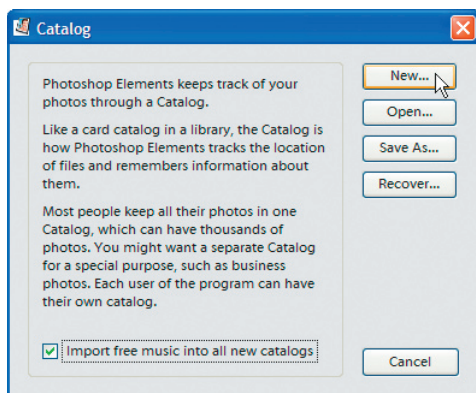 Catalog
Photoshop Elements keeps track of your
photos through a Catalog.
Like a card catalog in a library, the Catalog is
how Photoshop Elements tracks the location
of files and remembers information about
them.
Most people keep all their photos in one
Catalog, which can have thousands of
photos. You might want a separate Catalog
for a special purpose, such as business
photos. Each user of the program can have
their own catalog.
Import free music into all new catalogs
New...
Open...
Save As...
Recover...
Cancel